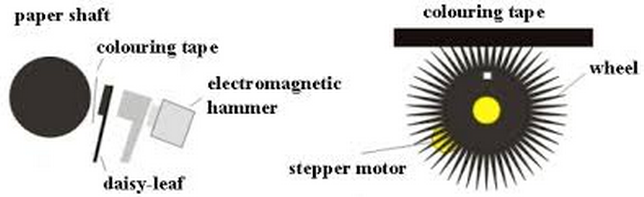 paper shaft
colouring tape
electromagnetic
hammer
daisy-leaf
colouring tape
wheel
stepper motor